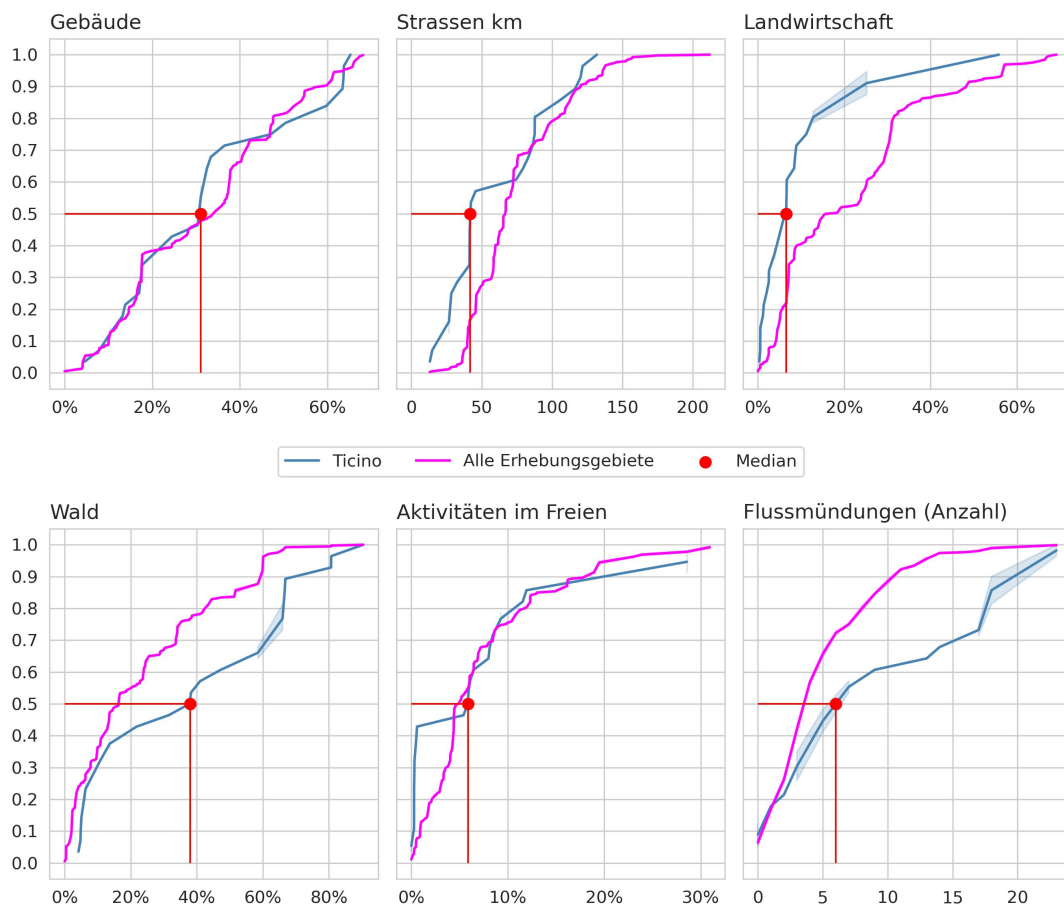 Gebäude
Strassen km
Landwirtschaft
1.0
0.9
0.8
0.7
0.6
0.5
0.4
0.3
0.2
0.1
0.0
0% 20% 40% 60%
0 50 100 150 200
0% 20% 40% 60%
Ticino Alle Erhebungsgebiete Median
Wald
Aktivitäten im Freien
Flussmündungen (Anzahl)
1.0
0.9
0.8
0.7
0.6
0.5
0.4
0.3
0.2
0.1
0.0
0% 20% 40% 60% 80%
0 10% 20% 30%
0 5 10 15 20